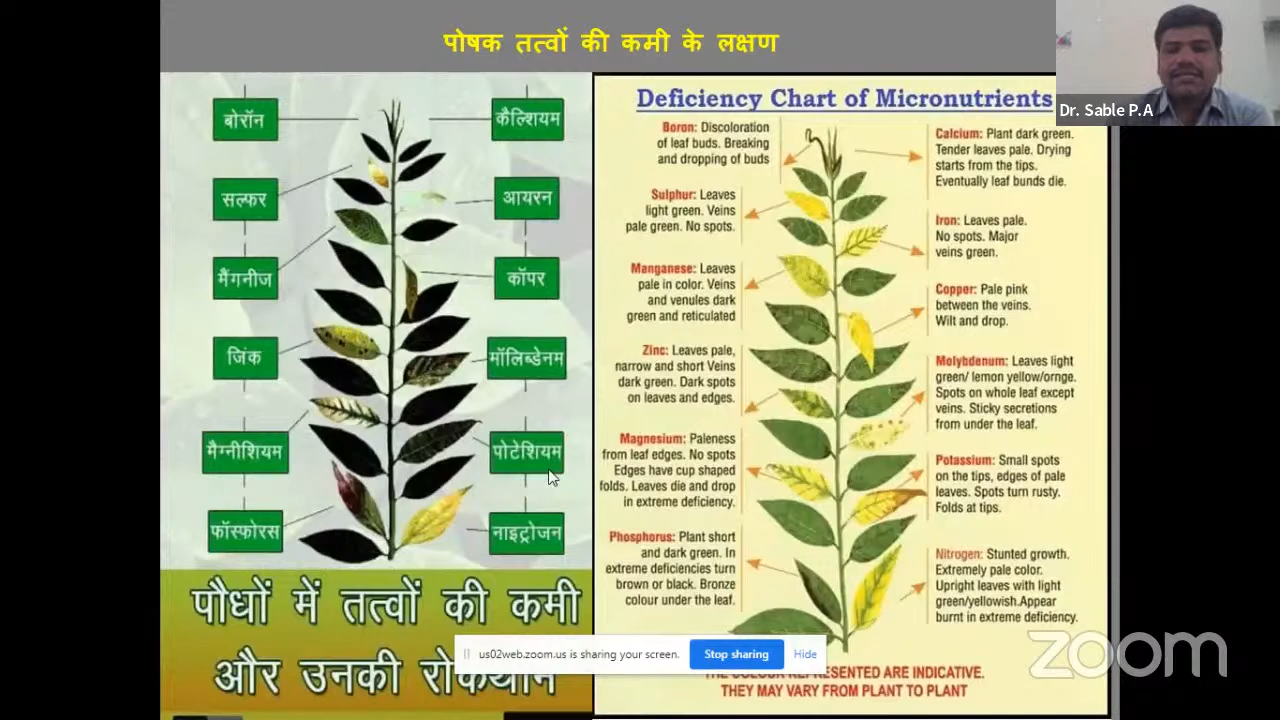 पोषक तत्वों की कमी के लक्षण
Dr. Sable P.A
बोरॉन
कैल्शियम
सल्फर
आयरन
मैंगनीज
कॉपर
जिंक
मॉलिब्डेनम
मैग्नीशियम
पोटेशियम
फॉस्फोरस
नाइट्रोजन
पौधों में तत्वों की कमी
और उनकी रोकथाम
Deficiency Chart of Micronutrients
Boron: Discoloration
of leaf buds. Breaking
and dropping of buds
Sulphur: Leaves
light green. Veins
pale green. No spots.
Manganese: Leaves
pale in color. Veins
and venules dark
green and reticulated
Zinc: Leaves pale,
narrow and short Veins
dark green. Dark spots
on leaves and edges.
Magnesium: Paleness
from leaf edges. No spots
Edges have cup shaped
folds. Leaves die and drop
in extreme deficiency.
Phosphorus: Plant short
and dark green. In
extreme deficiencies turn
brown or black. Bronze
colour under the leaf.
Calcium: Plant dark green.
Tender leaves pale. Drying
starts from the tips.
Eventually leaf bunds die.
Iron: Leaves pale.
No spots. Major
veins green.
Copper: Pale pink
between the veins.
Wilt and drop.
Molybdenum: Leaves light
green/ lemon yellow/ornge.
Spots on whole leaf except
veins. Sticky secretions
from under the leaf.
Potassium: Small spots
on the tips, edges of pale
leaves. Spots turn rusty.
Folds at tips.
Nitrogen: Stunted growth.
Extremely pale color.
Upright leaves with light
green/yellowish.Appear
burnt in extreme deficiency.
THE COLOUR REPRESENTED ARE INDICATIVE.
THEY MAY VARY FROM PLANT TO PLANT
us02web.zoom.us is sharing your screen.
Stop sharing
Hide
zoom